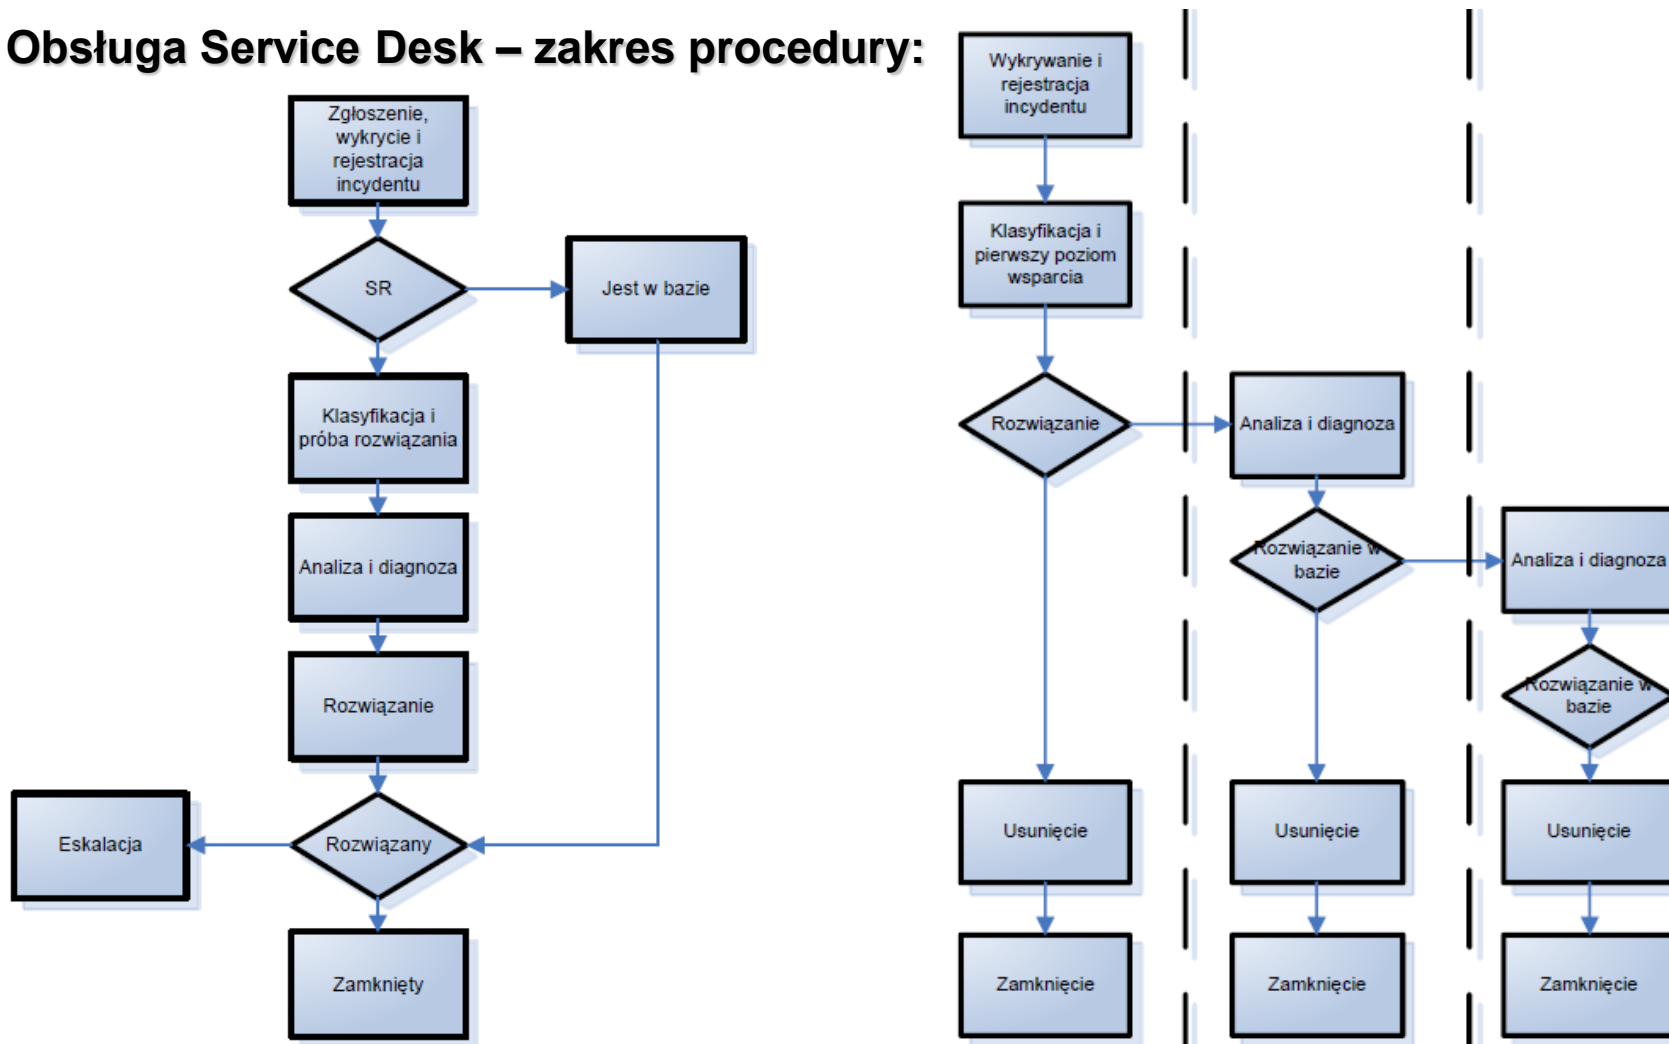 Obsługa Service Desk – zakres procedury:
Zgłoszenie,
wykrycie i
rejestracja
incydentu
SR
Jest w bazie
Klasyfikacja i
próba rozwiązania
Analiza i diagnoza
Rozwiązanie
Eskalacja
Rozwiązany
Zamknięty
Wykrywanie i
rejestracja
incydentu
Klasyfikacja i
pierwszy poziom
wsparcia
Rozwiązanie
Usunięcie
Zamknięcie
Analiza i diagnoza
Rozwiązanie w
bazie
Usunięcie
Zamknięcie
Analiza i diagnoza
Rozwiązanie w
bazie
Usunięcie
Zamknięcie